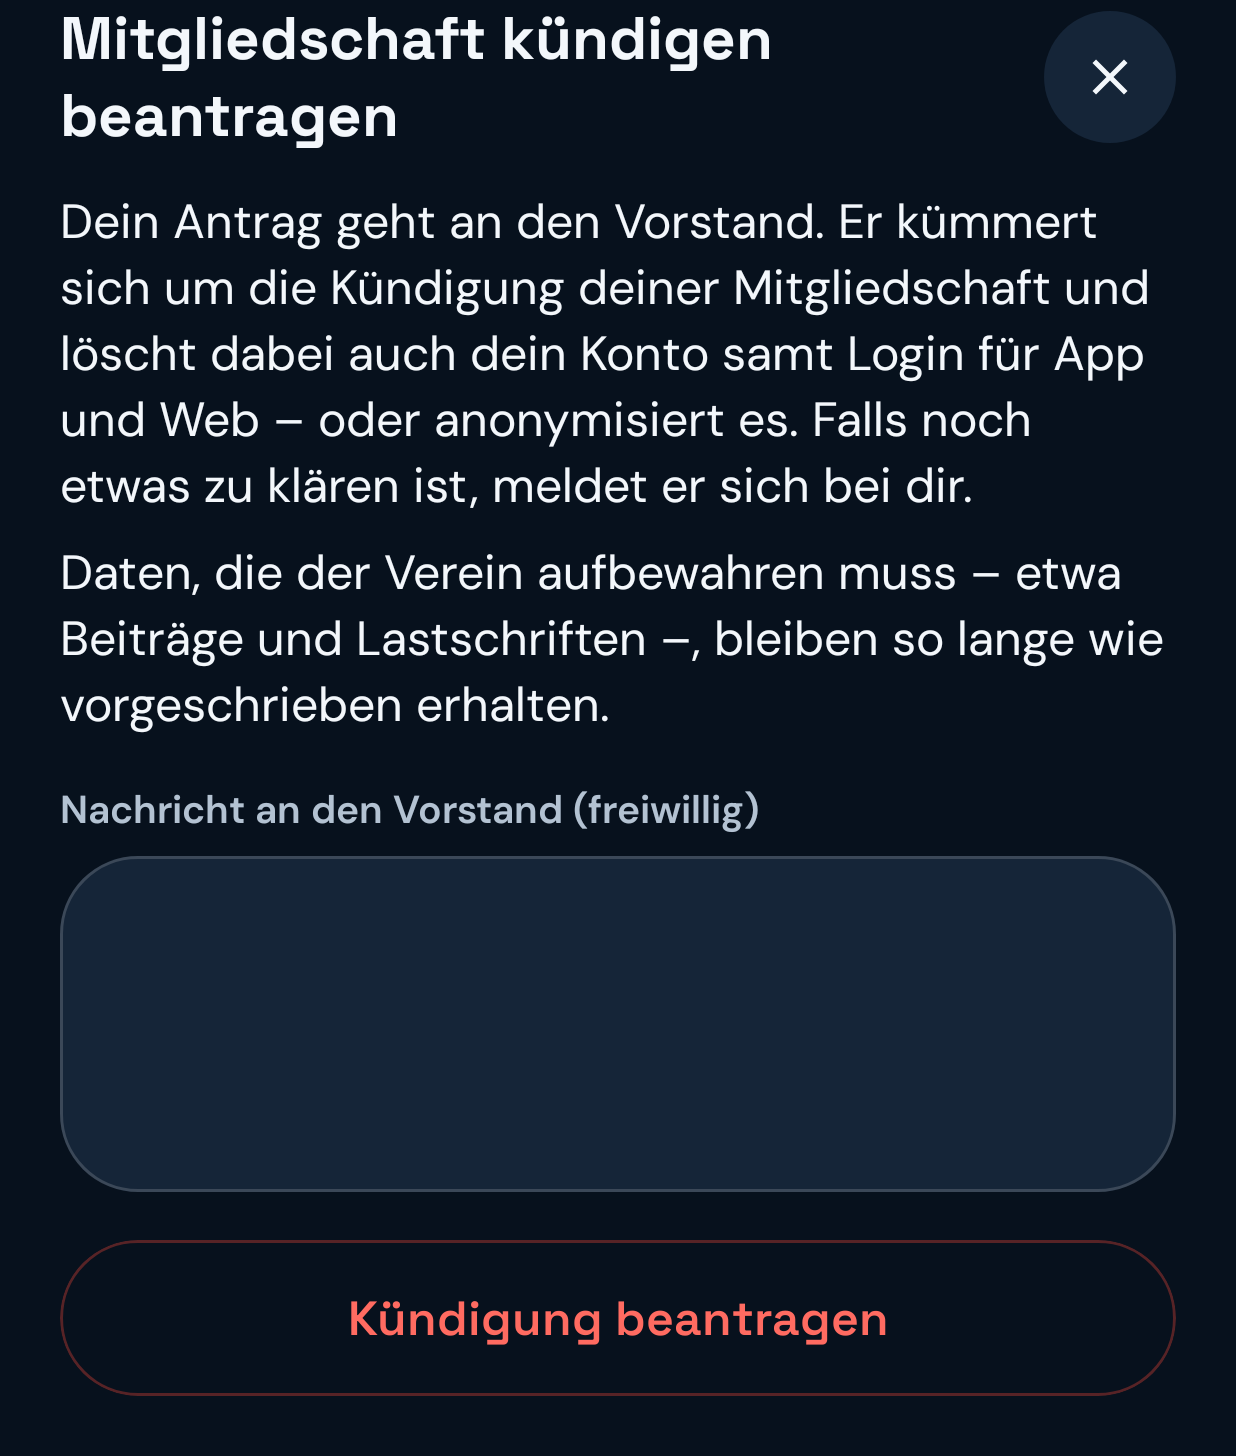 Mitgliedschaft kündigen
beantragen
Dein Antrag geht an den Vorstand. Er kümmert
sich um die Kündigung deiner Mitgliedschaft und
löscht dabei auch dein Konto samt Login für App
und Web – oder anonymisiert es. Falls noch
etwas zu klären ist, meldet er sich bei dir.
Daten, die der Verein aufbewahren muss – etwa
Beiträge und Lastschriften –, bleiben so lange wie
vorgeschrieben erhalten.
Nachricht an den Vorstand (freiwillig)
Kündigung beantragen